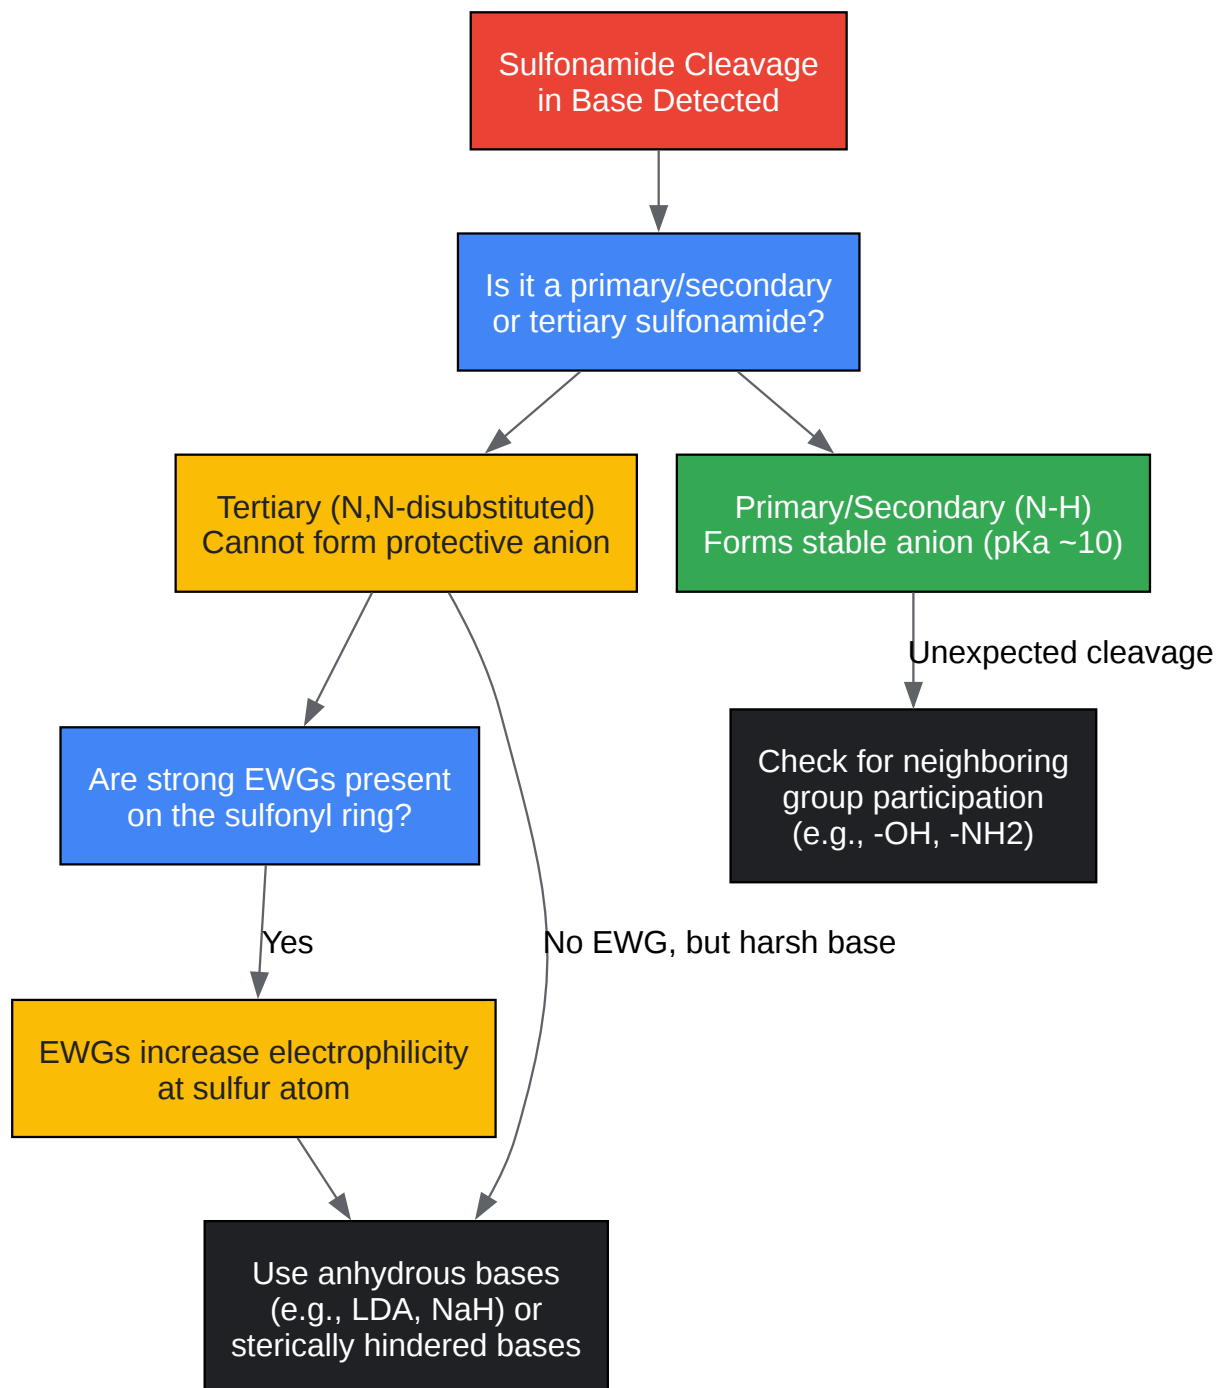 Sulfonamide Cleavage
in Base Detected
Is it a primary/secondary
or tertiary sulfonamide?
Tertiary (N,N-disubstituted)
Cannot form protective anion
Primary/Secondary (N-H)
Forms stable anion (pKa ~10)
Unexpected cleavage
Are strong EWGs present
on the sulfonyl ring?
Check for neighboring
group participation
(e.g., -OH, -NH2)
Yes
No EWG, but harsh base
EWGs increase electrophilicity
at sulfur atom
Use anhydrous bases
(e.g., LDA, NaH) or
sterically hindered bases